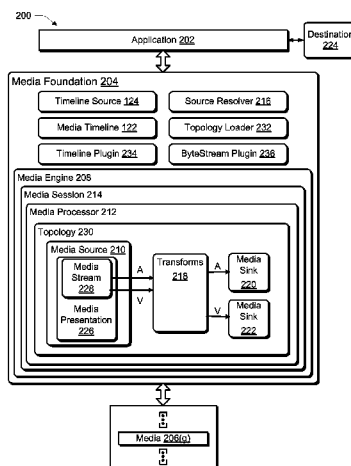 200
Application 202
Destination
224
Media Foundation 204
Timeline Source 124
Source Resolver 216
Media Timeline 122
Topology Loader 232
Timeline Plugin 234
ByteStream Plugin 236
Media Engine 208
Media Session 214
Media Processor 212
Topology 230
Media Source 210
Media
Stream
228
Media
Presentation
226
A
V
Transforms
218
A
V
Media
Sink
220
Media
Sink
222
Media 206(g)